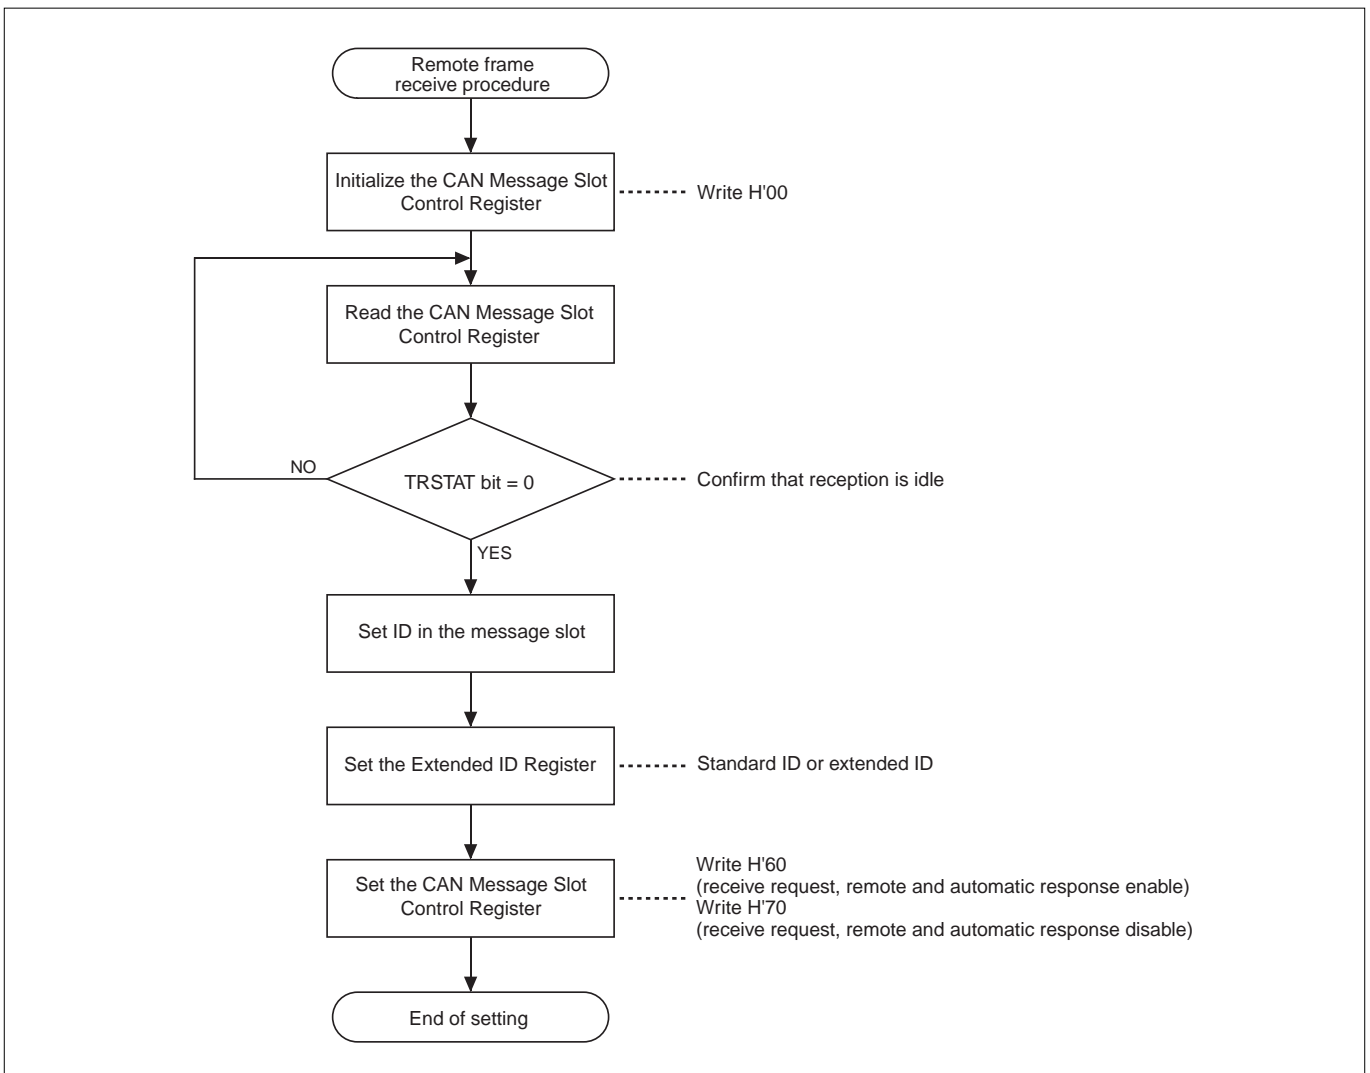 Remote frame
receive procedure
Initialize the CAN Message Slot
Control Register
Write H'00
Read the CAN Message Slot
Control Register
NO
TRSTAT bit = 0
Confirm that reception is idle
YES
Set ID in the message slot
Set the Extended ID Register
Standard ID or extended ID
Set the CAN Message Slot
Control Register
Write H'60
(receive request, remote and automatic response enable)
Write H'70
(receive request, remote and automatic response disable)
End of setting